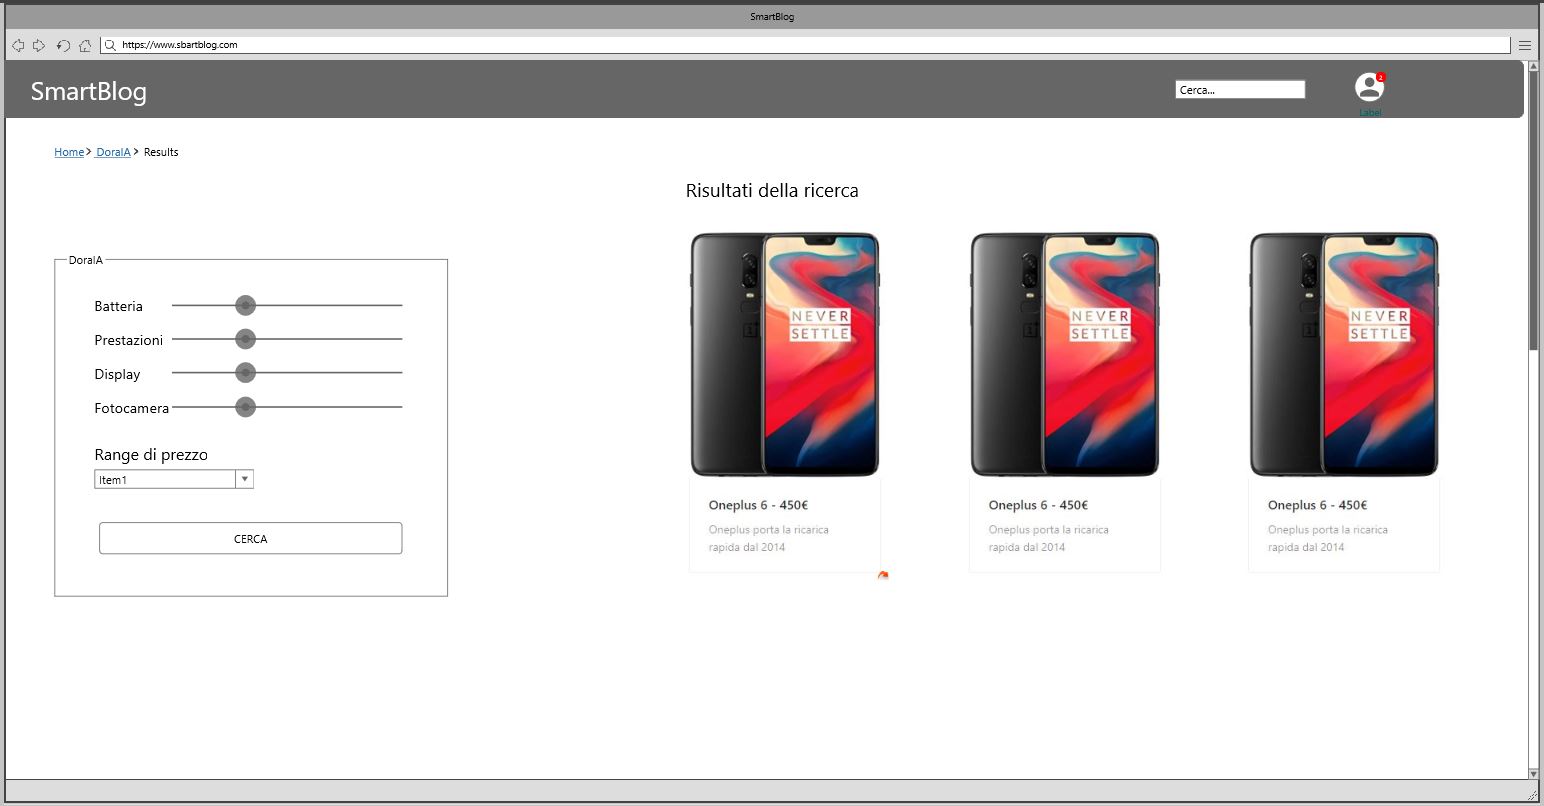 SmartBlog
https://www.sbartblog.com
SmartBlog
Cerca...
2
Label
Home > DoraIA > Results
Risultati della ricerca
DoraIA
Batteria
Prestazioni
Display
Fotocamera
Range di prezzo
Item1
CERCA
NEVER
SETTLE
Oneplus 6 - 450€
Oneplus porta la ricarica
rapida dal 2014
NEVER
SETTLE
Oneplus 6 - 450€
Oneplus porta la ricarica
rapida dal 2014
NEVER
SETTLE
Oneplus 6 - 450€
Oneplus porta la ricarica
rapida dal 2014